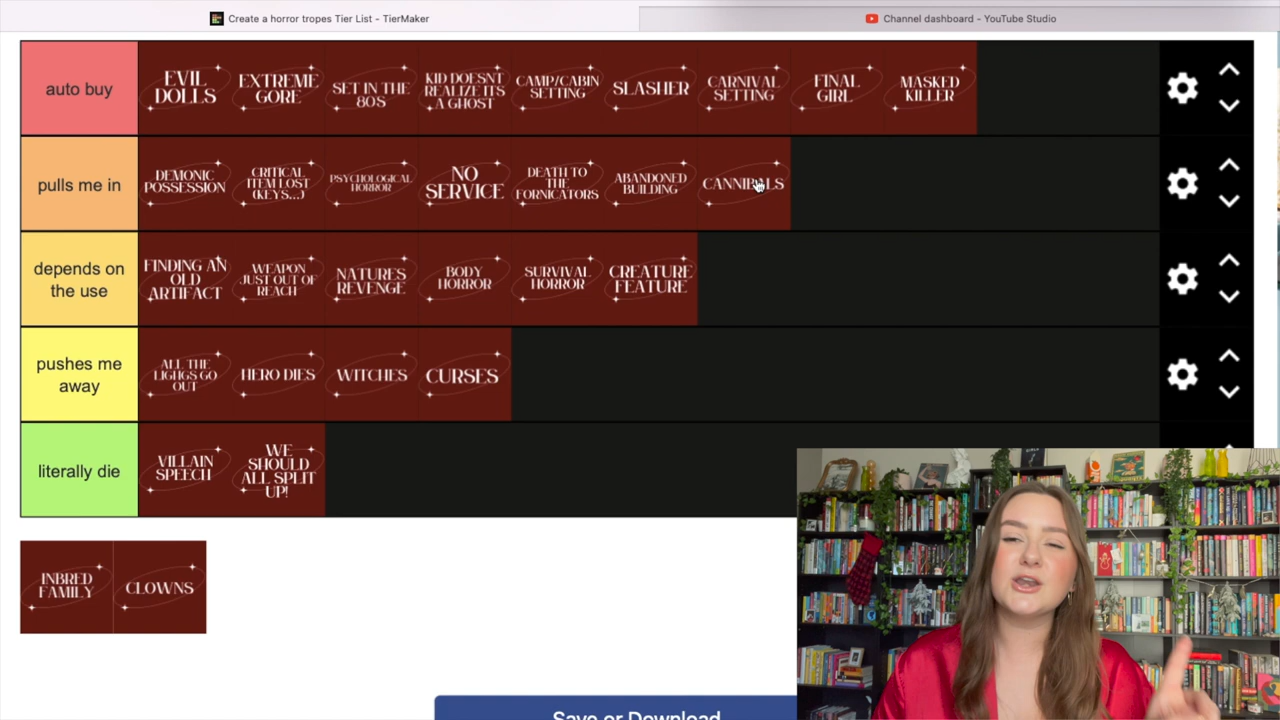 Create a horror tropes Tier List - TierMaker
Channel dashboard - YouTube Studio
auto buy
EVIL
DOLLS
EXTREME
GORE
SET IN THE
80'S
KID DOESNT
REALIZE IT'S
A GHOST
CAMP/CABIN
SETTING
SLASHER
CARNIVAL
SETTING
FINAL
GIRL
MASKED
KILLER
pulls me in
DEMONIC
POSSESSION
CRITICAL
ITEM LOST
(KEYS...)
PSYCHOLOGICAL
HORROR
NO
SERVICE
DEATH TO
THE
FORNICATORS
ABANDONED
BUILDING
CANNIBALS
depends on
the use
FINDING AN
OLD
ARTIFACT
WEAPON
JUST OUT OF
REACH
NATURES
REVENGE
BODY
HORROR
SURVIVAL
HORROR
CREATURE
FEATURE
pushes me
away
ALL THE
LIGHGS GO
OUT
HERO DIES
WITCHES
CURSES
literally die
VILLAIN
SPEECH
WE
SHOULD
ALL SPLIT
UP!
INBRED
FAMILY
CLOWNS
Save or Download